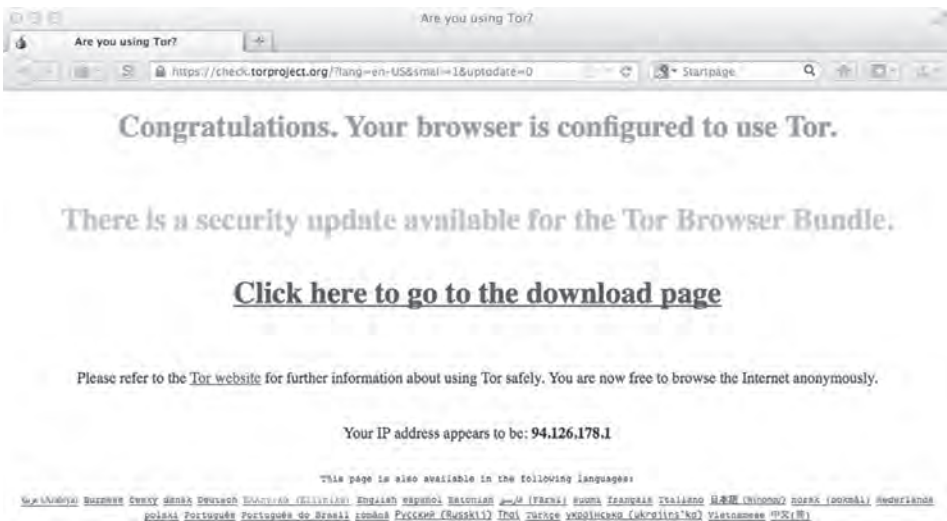 Are you using Tor?
Are you using Tor?
https://check.torproject.org/?lang=en-US&small=1&uptodate=0
Startpage
Congratulations. Your browser is configured to use Tor.
There is a security update available for the Tor Browser Bundle.
Click here to go to the download page
Please refer to the Tor website for further information about using Tor safely. You are now free to browse the Internet anonymously.
Your IP address appears to be: 94.126.178.1
This page is also available in the following languages:
Burmese česky dansk Deutsch Ελληνικά (Ellinika) English español Estonian فارسی (Fārsī) suomi français Italiano 日本語 (Nihongo) norsk (bokmål) Nederlands
polski Português Português do Brasil română Русский (Russkij) Thai Türkçe українська (ukrajins'ka) Vietnamese 中文(简)